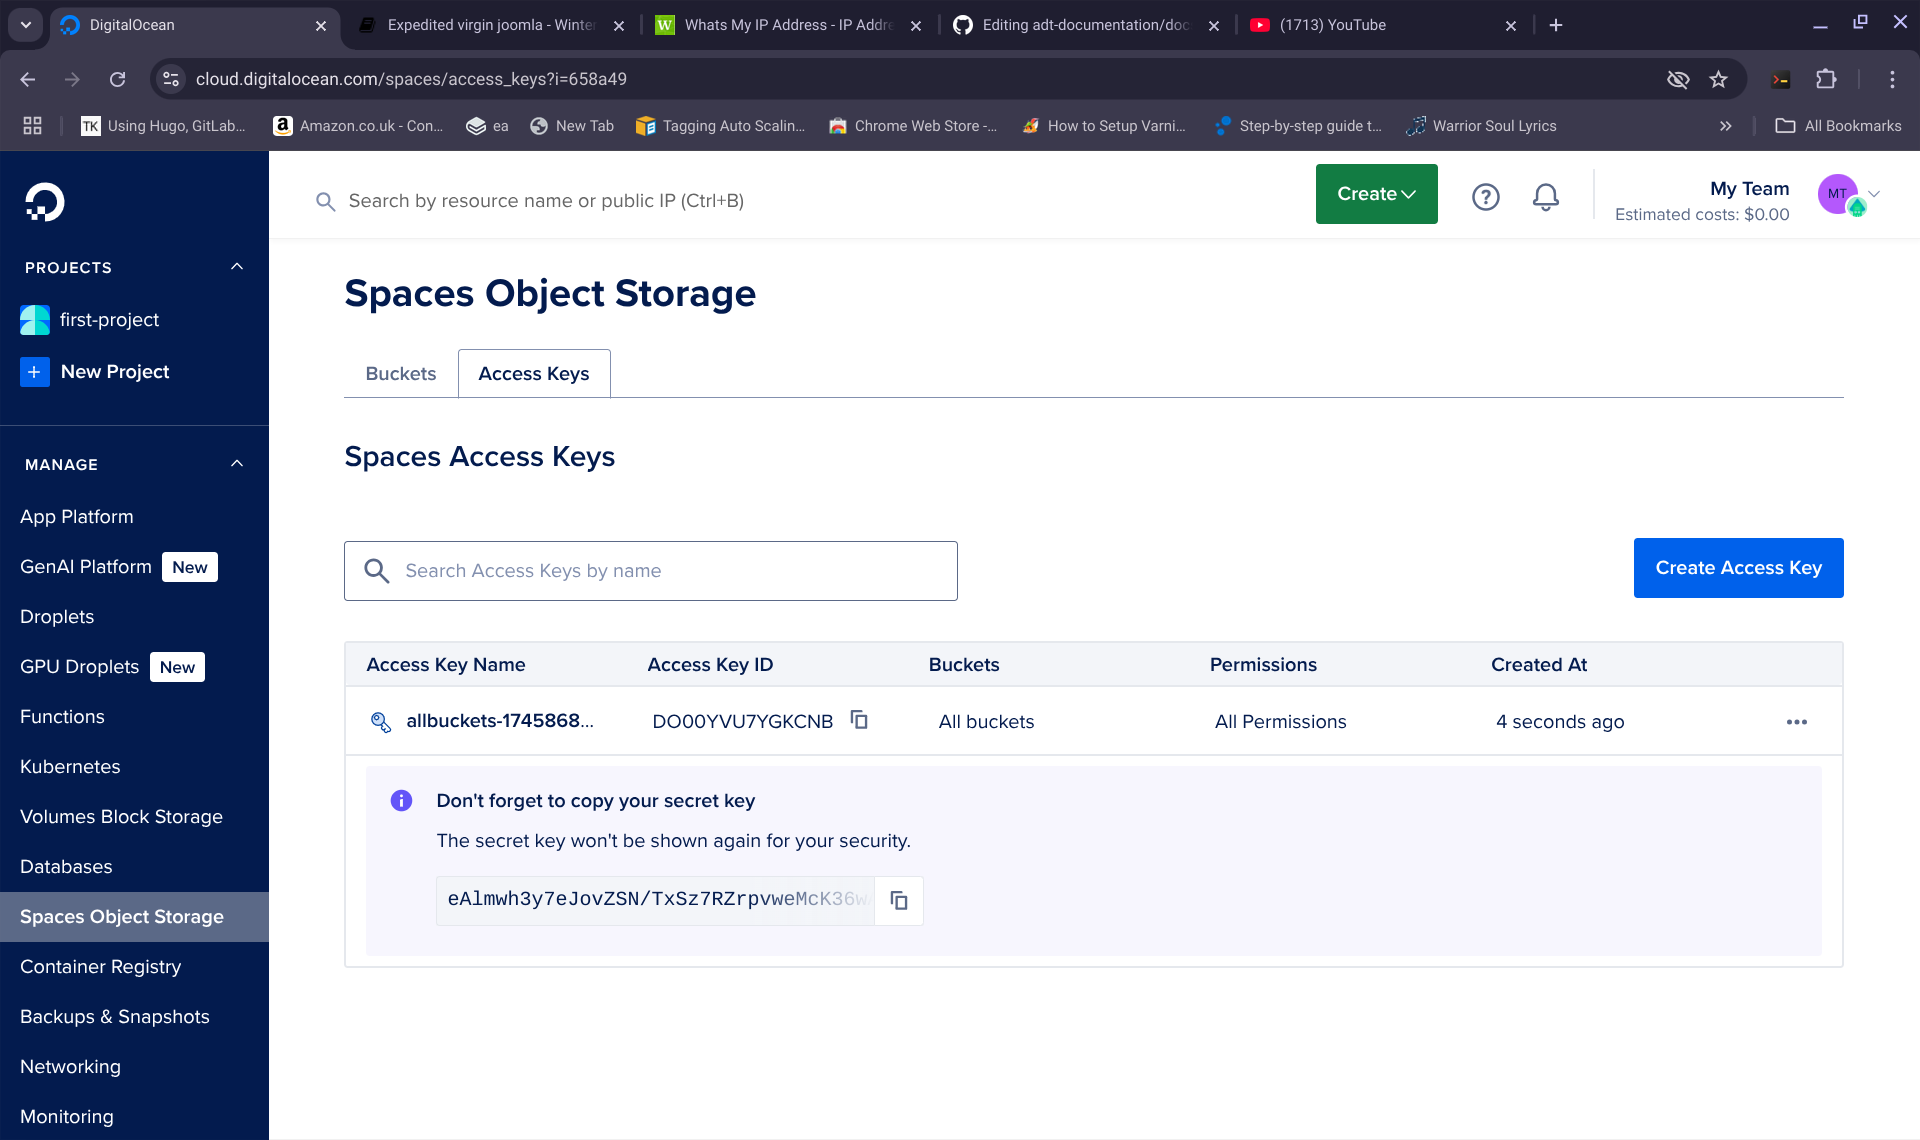 DigitalOcean
Expedited virgin joomla - Winter
Whats My IP Address - IP Addre
Editing adt-documentation/doc
(1713) YouTube
cloud.digitalocean.com/spaces/access_keys?i=658a49
TK Using Hugo, GitLab...
Amazon.co.uk - Con...
ea
New Tab
Tagging Auto Scalin...
Chrome Web Store -...
How to Setup Varni...
Step-by-step guide t...
Warrior Soul Lyrics
All Bookmarks
Search by resource name or public IP (Ctrl+B)
Create
My Team
Estimated costs: $0.00
MT
PROJECTS
first-project
New Project
MANAGE
App Platform
GenAI Platform New
Droplets
GPU Droplets New
Functions
Kubernetes
Volumes Block Storage
Databases
Spaces Object Storage
Container Registry
Backups & Snapshots
Networking
Monitoring
Spaces Object Storage
Buckets
Access Keys
Spaces Access Keys
Search Access Keys by name
Create Access Key
Access Key Name Access Key ID Buckets Permissions Created At
allbuckets-1745868... DO00YVU7YGKCNB All buckets All Permissions 4 seconds ago
Don't forget to copy your secret key
The secret key won't be shown again for your security.
eAlmwh3y7eJovZSN/TxSz7RZrpvweMcK36w/